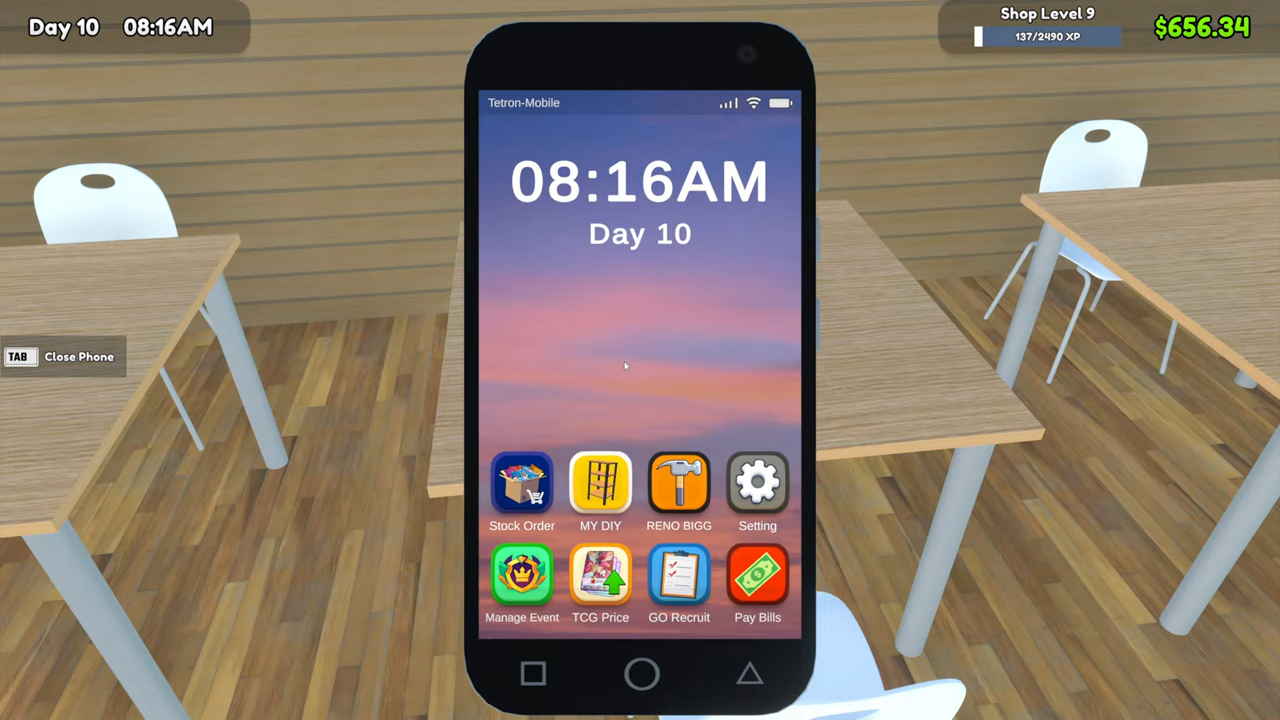 Day 10 08:16AM
Shop Level 9
137/2490 XP
$656.34
Tetron-Mobile
08:16AM
Day 10
TAB Close Phone
Stock Order MY DIY RENO BIGG Setting
Manage Event TCG Price GO Recruit Pay Bills